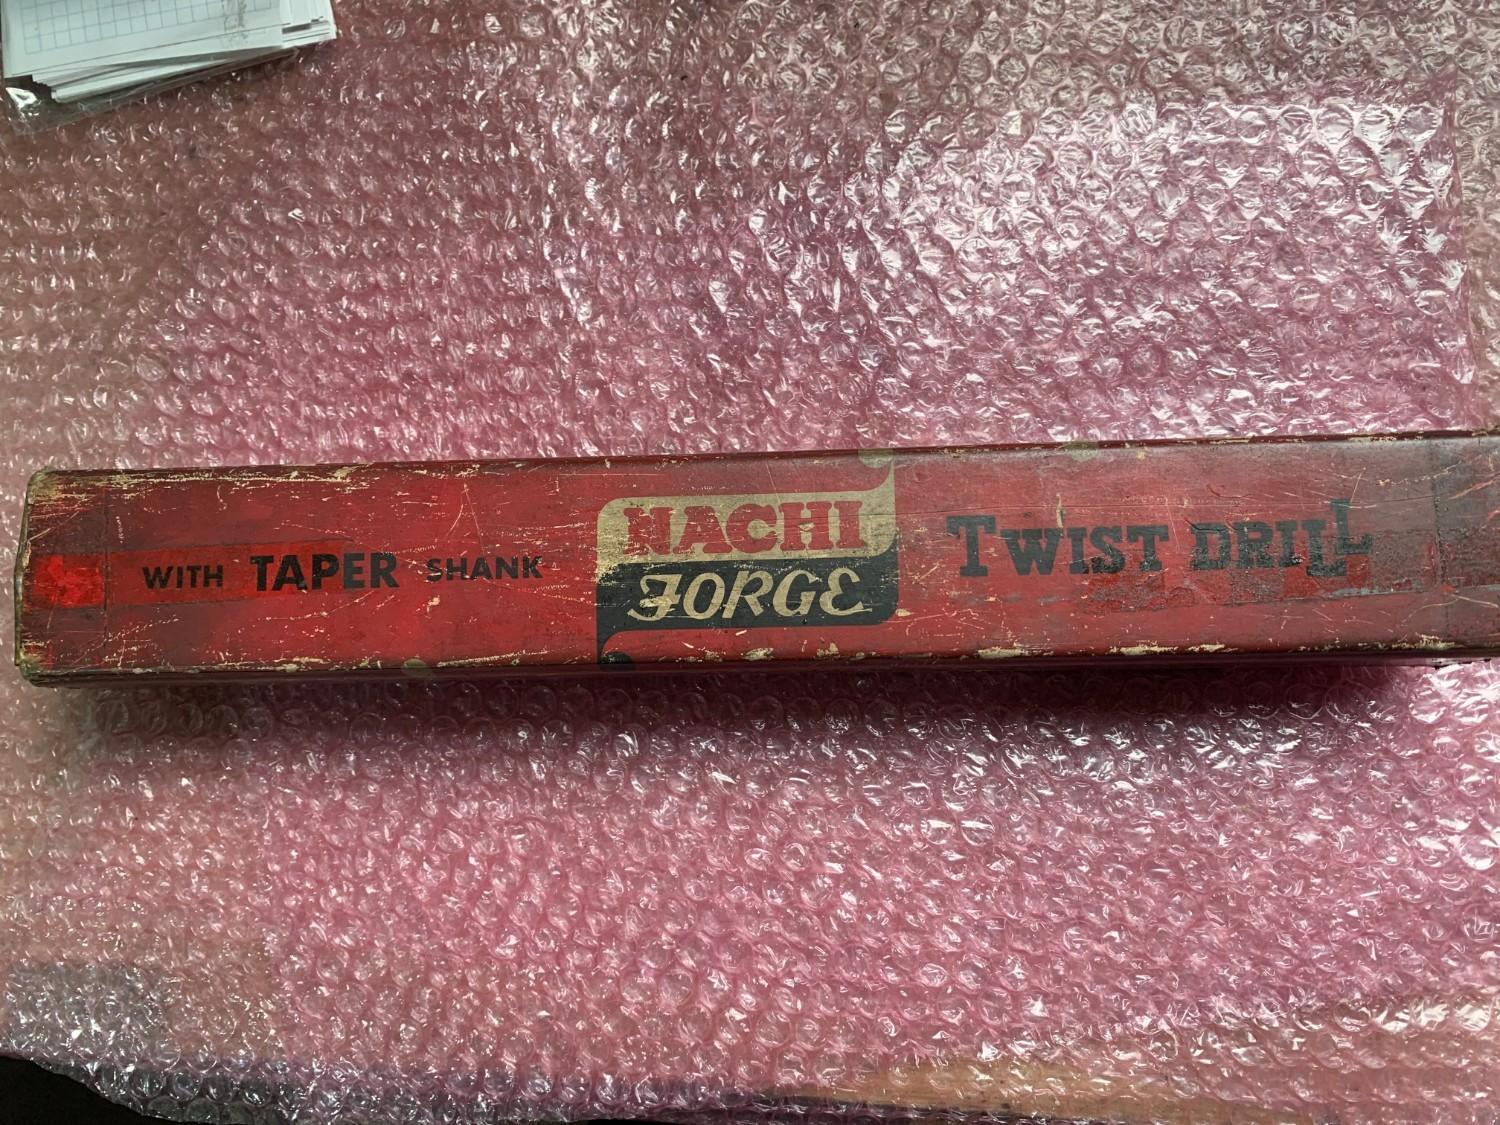 WITH TAPER SHANK
NACHI
FORGE
TWIST DRILL